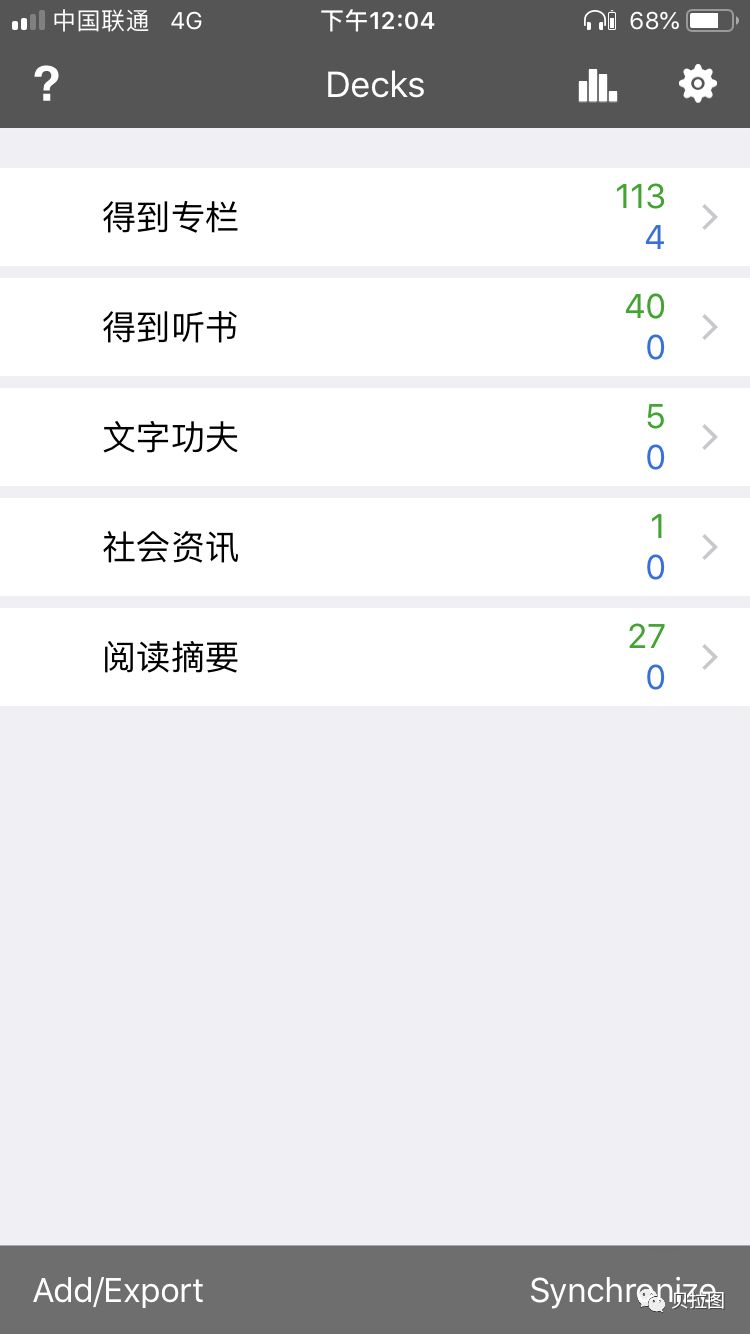 中国联通 4G 下午12:04 68%
? Decks
得到专栏 113
4
得到听书 40
0
文字功夫 5
0
社会资讯 1
0
阅读摘要 27
0
Add/Export Synchronize
贝拉图